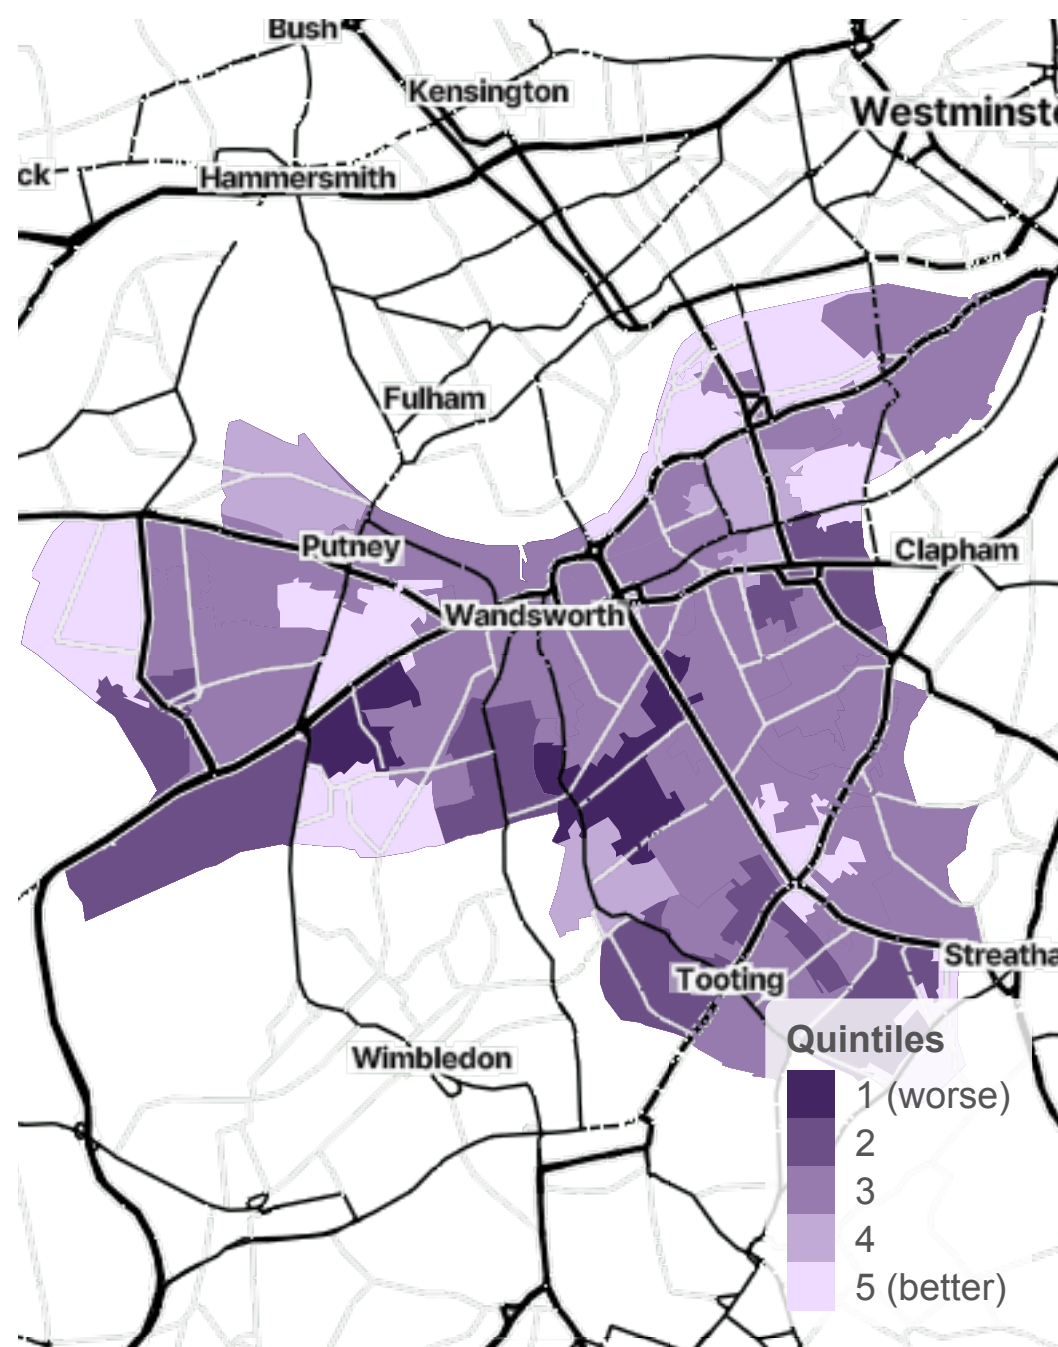 Bush
Kensington
Westminst
ck
Hammersmith
Fulham
Putney
Clapham
Wandsworth
Streatha
Tooting
Wimbledon
Quintiles
1 (worse)
2
3
4
5 (better)